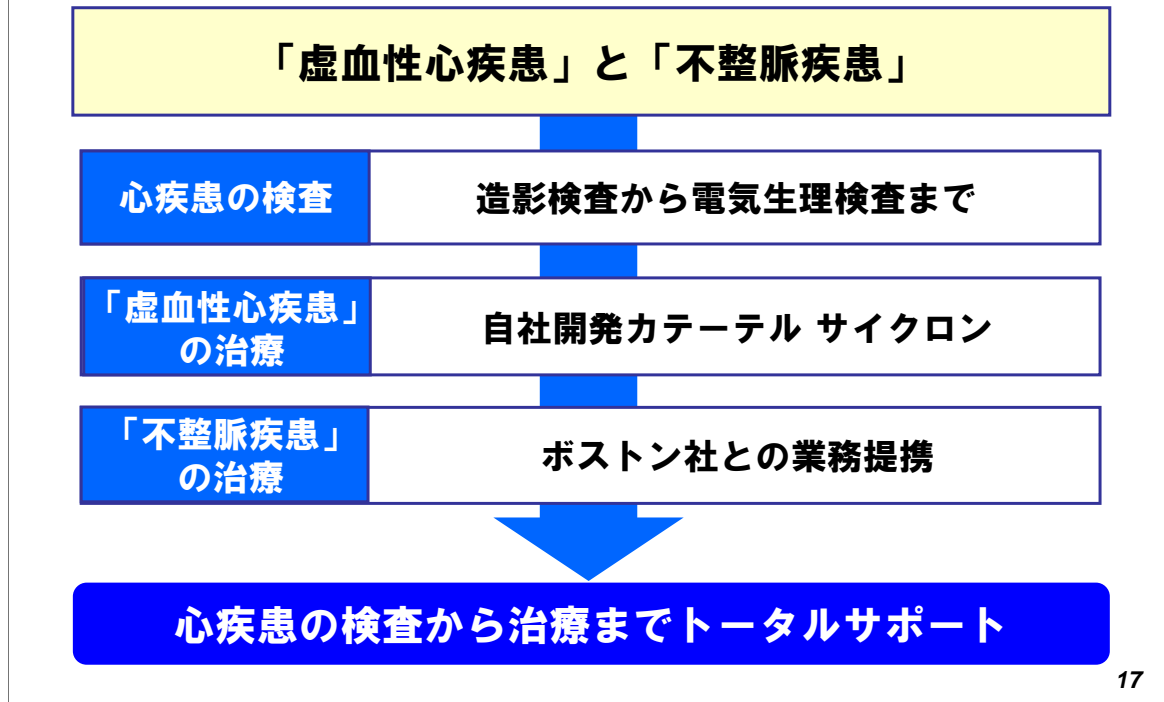 「虚血性心疾患」と「不整脈疾患」
心疾患の検査
造影検査から電気生理検査まで
「虚血性心疾患」
の治療
自社開発カテーテル サイクロン
「不整脈疾患」
の治療
ボストン社との業務提携
心疾患の検査から治療までトータルサポート
17